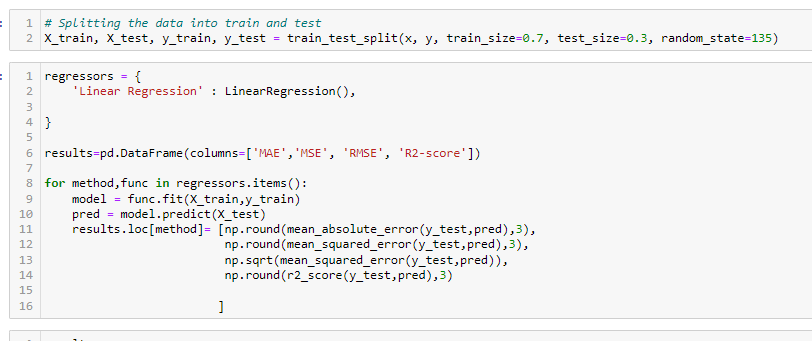 1 # Splitting the data into train and test
2 X_train, X_test, y_train, y_test = train_test_split(x, y, train_size=0.7, test_size=0.3, random_state=135)
1 regressors = {
2     'Linear Regression' : LinearRegression(),
3
4 }
5
6 results=pd.DataFrame(columns=['MAE','MSE', 'RMSE', 'R2-score'])
7
8 for method,func in regressors.items():
9     model = func.fit(X_train,y_train)
10     pred = model.predict(X_test)
11     results.loc[method]= [np.round(mean_absolute_error(y_test,pred),3),
12                          np.round(mean_squared_error(y_test,pred),3),
13                          np.sqrt(mean_squared_error(y_test,pred)),
14                          np.round(r2_score(y_test,pred),3)
15
16                         ]